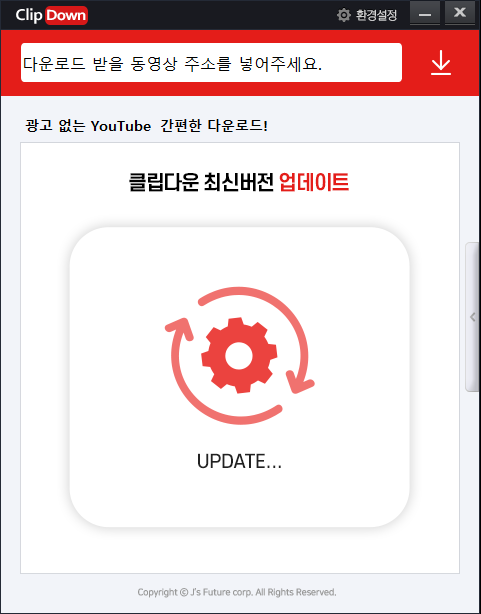 Clip Down
환경설정
다운로드 받을 동영상 주소를 넣어주세요.
광고 없는 YouTube 간편한 다운로드!
클립다운 최신버전 업데이트
UPDATE...
Copyright © J's Future corp. All Rights Reserved.